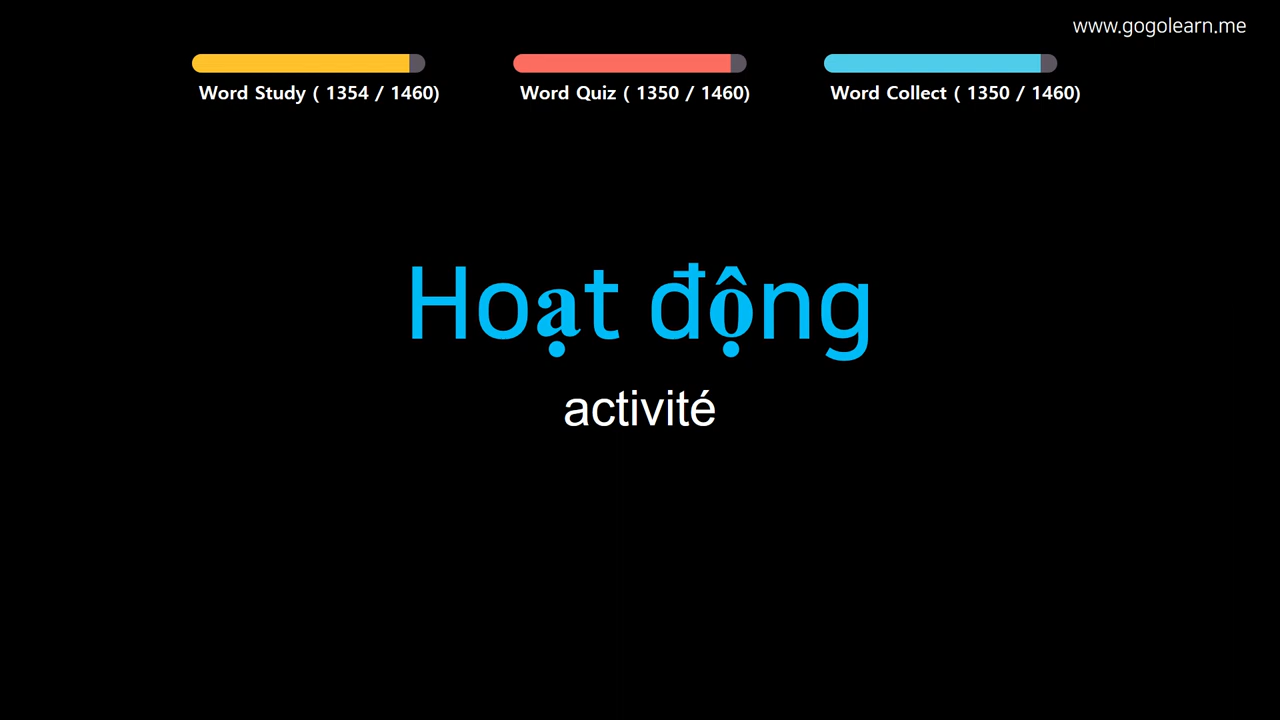 www.gogolearn.me
Word Study ( 1354 / 1460)
Word Quiz ( 1350 / 1460)
Word Collect ( 1350 / 1460)
Hoạt động
activité